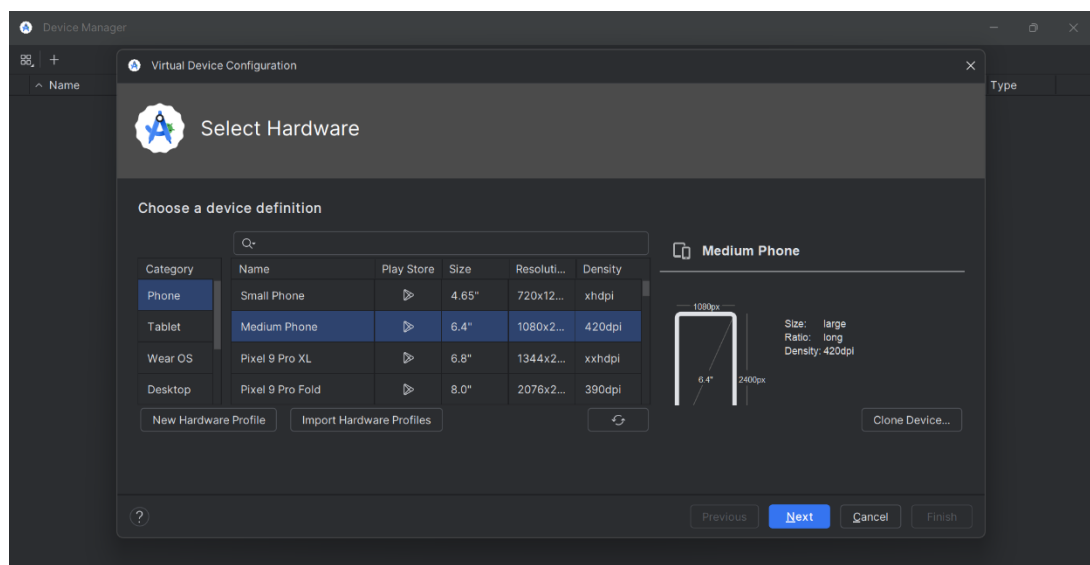 Device Manager
Name
Type
Virtual Device Configuration
Select Hardware
Choose a device definition
Category Name Play Store Size Resoluti... Density
Phone Small Phone 4.65" 720x12... xhdpi
Tablet Medium Phone 6.4" 1080x2... 420dpi
Wear OS Pixel 9 Pro XL 6.8" 1344x2... xxhdpi
Desktop Pixel 9 Pro Fold 8.0" 2076x2... 390dpi
New Hardware Profile Import Hardware Profiles
Medium Phone
1080px
Size: large
Ratio: long
Density: 420dpi
6.4" 2400px
Clone Device...
? Previous Next Cancel Finish